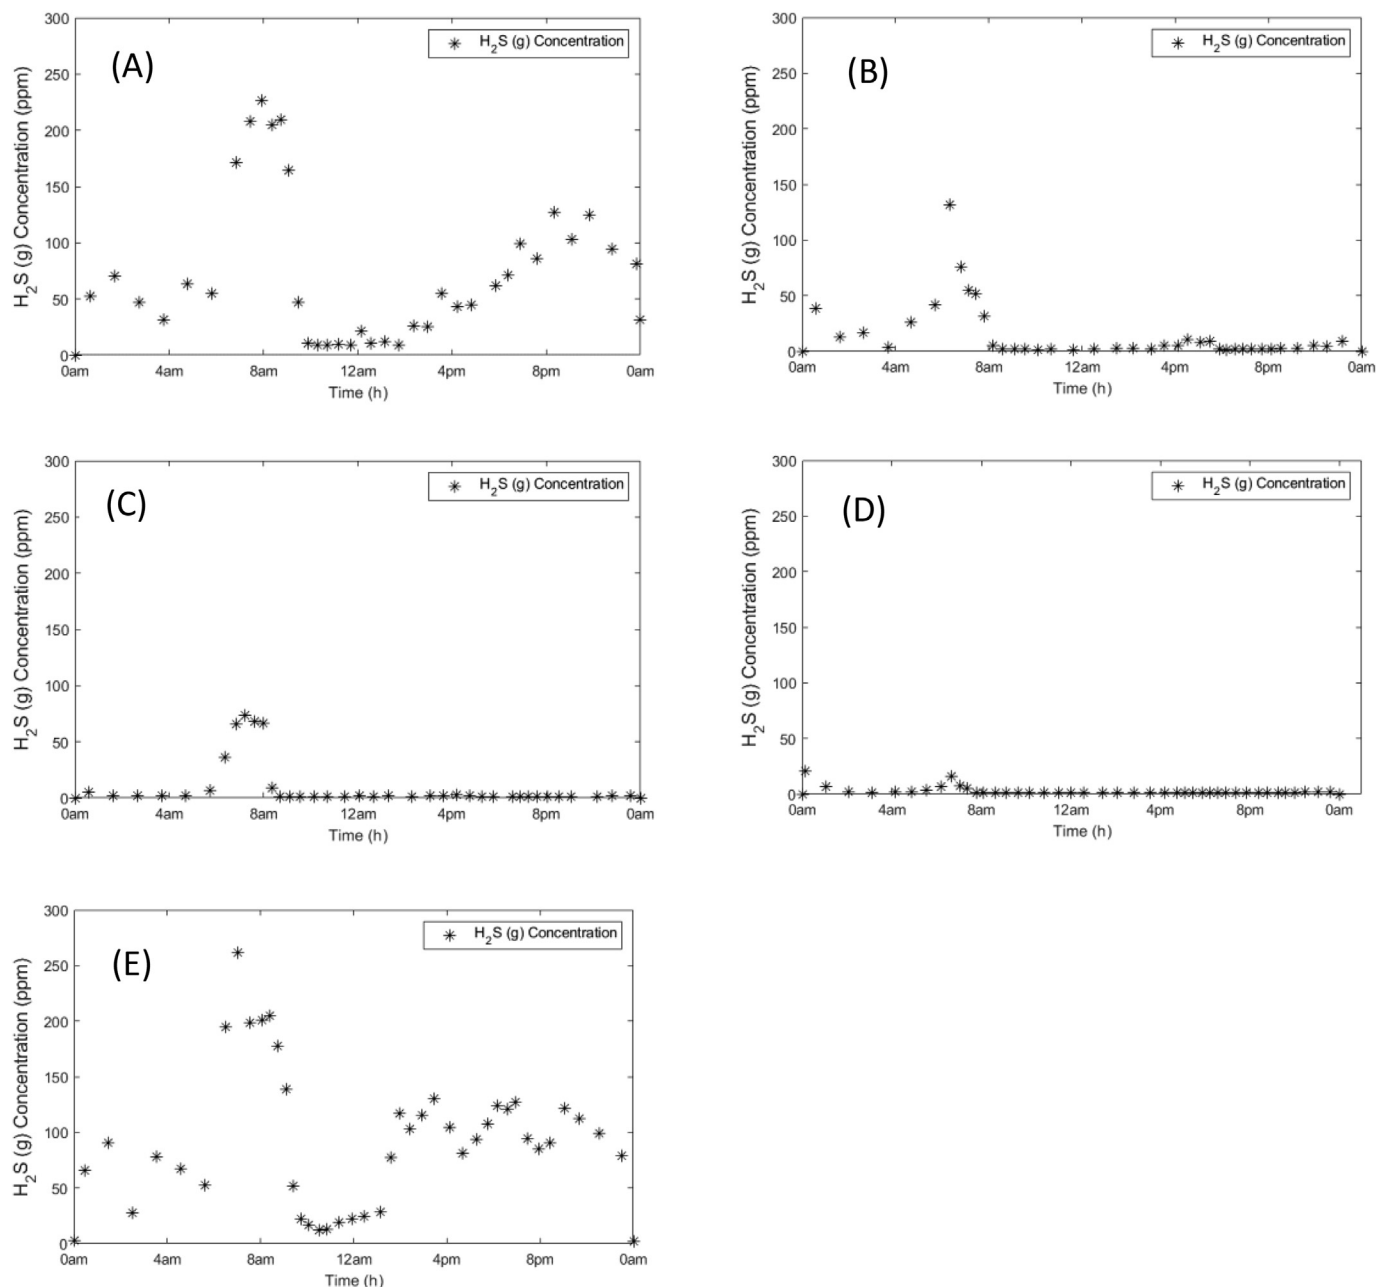 (A)
H2S (g) Concentration
H2S (g) Concentration (ppm)
300
250
200
150
100
50
0
0am 4am 8am 12am 4pm 8pm 0am
Time (h)
(B)
H2S (g) Concentration
H2S (g) Concentration (ppm)
300
250
200
150
100
50
0
0am 4am 8am 12am 4pm 8pm 0am
Time (h)
(C)
H2S (g) Concentration
H2S (g) Concentration (ppm)
300
250
200
150
100
50
0
0am 4am 8am 12am 4pm 8pm 0am
Time (h)
(D)
H2S (g) Concentration
H2S (g) Concentration (ppm)
300
250
200
150
100
50
0
0am 4am 8am 12am 4pm 8pm 0am
Time (h)
(E)
H2S (g) Concentration
H2S (g) Concentration (ppm)
300
250
200
150
100
50
0
0am 4am 8am 12am 4pm 8pm 0am
Time (h)